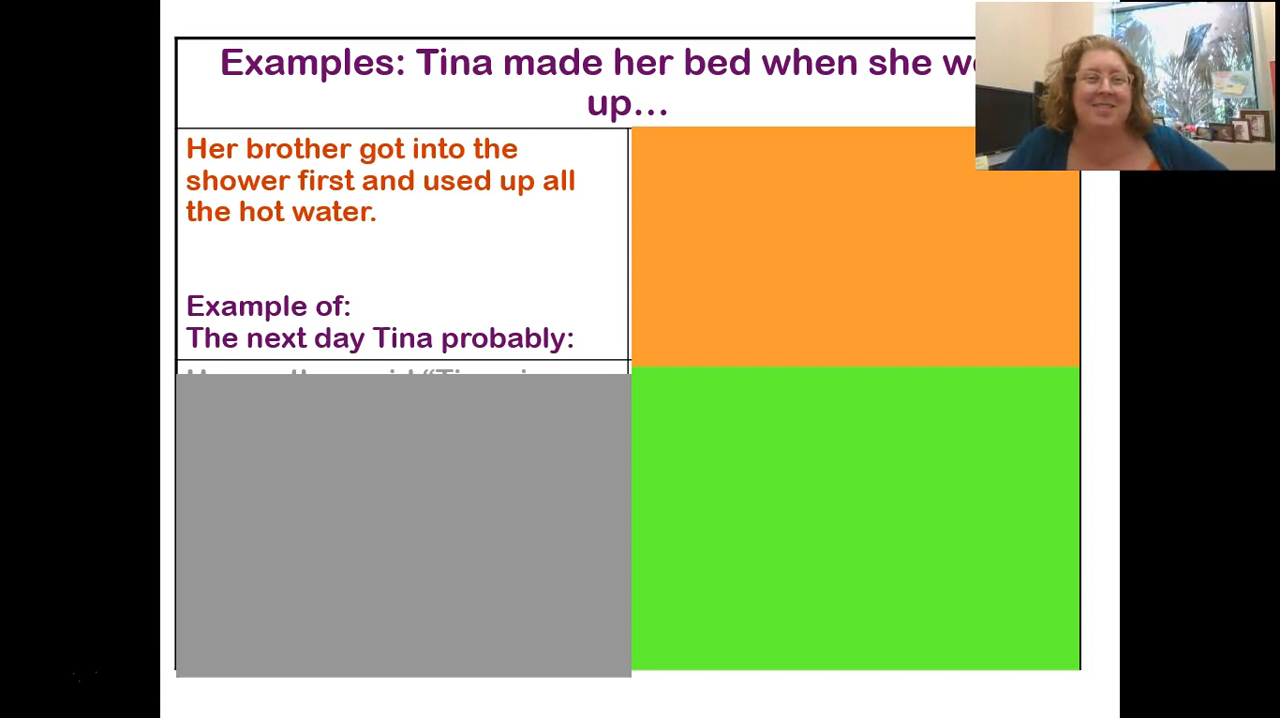 Examples: Tina made her bed when she
up...
Her brother got into the
shower first and used up all
the hot water.
Example of:
The next day Tina probably: